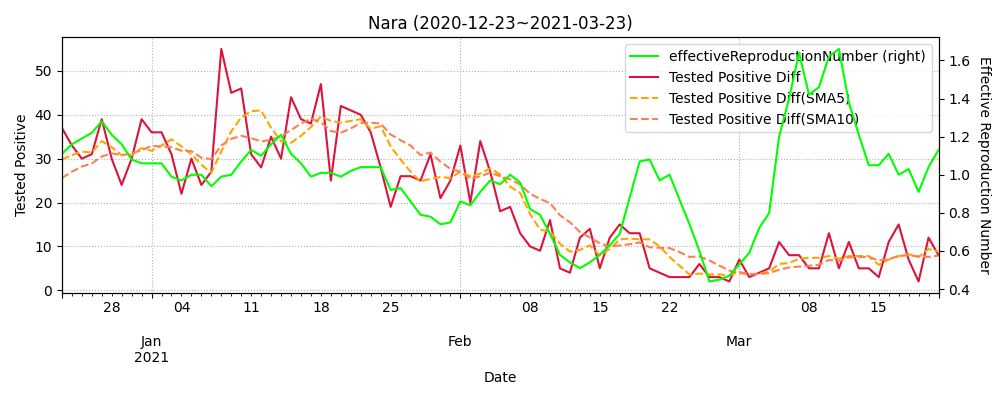 Nara (2020-12-23~2021-03-23)
effectiveReproductionNumber (right)
Tested Positive Diff
Tested Positive Diff(SMA5)
Tested Positive Diff(SMA10)
Tested Positive
50
40
30
20
10
0
Effective Reproduction Number
1.6
1.4
1.2
1.0
0.8
0.6
0.4
28 04 11 18 25 08 15 22 08 15
Jan Feb Mar
2021
Date